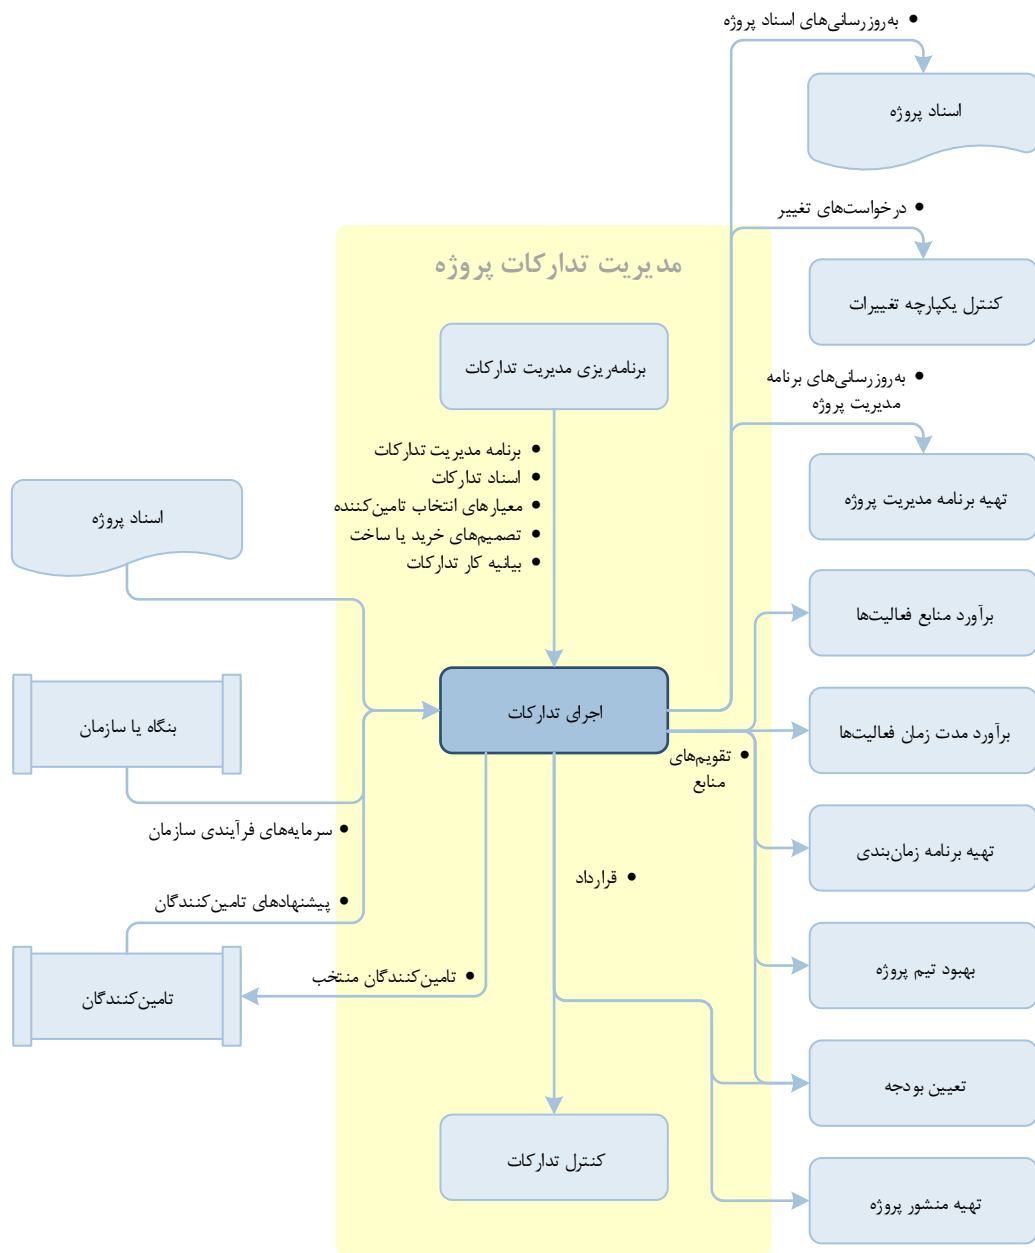 • به‌روزرسانی‌های اسناد پروژه
اسناد پروژه
• درخواست‌های تغییر
مدیریت تدارکات پروژه
کنترل یکپارچه تغییرات
برنامه‌ریزی مدیریت تدارکات
• به‌روزرسانی‌های برنامه
مدیریت پروژه
• برنامه مدیریت تدارکات
• اسناد تدارکات
• معیارهای انتخاب تامین‌کننده
• تصمیم‌های خرید یا ساخت
• بیانیه کار تدارکات
تهیه برنامه مدیریت پروژه
اسناد پروژه
برآورد منابع فعالیت‌ها
اجرای تدارکات
بنگاه یا سازمان
برآورد مدت زمان فعالیت‌ها
• تقویم‌های
منابع
• سرمایه‌های فرآیندی سازمان
تهیه برنامه زمان‌بندی
• قرارداد
• پیشنهادهای تامین‌کنندگان
بهبود تیم پروژه
• تامین‌کنندگان منتخب
تامین‌کنندگان
تعیین بودجه
کنترل تدارکات
تهیه منشور پروژه